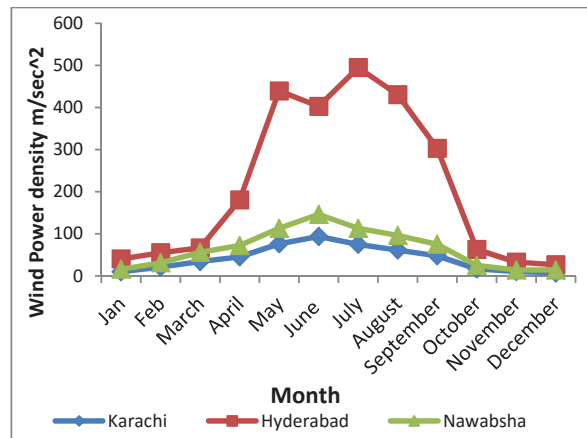 Wind Power density m/sec^2
600
500
400
300
200
100
0
Jan
Feb
March
April
May
June
July
August
September
October
November
December
Month
Karachi
Hyderabad
Nawabsha